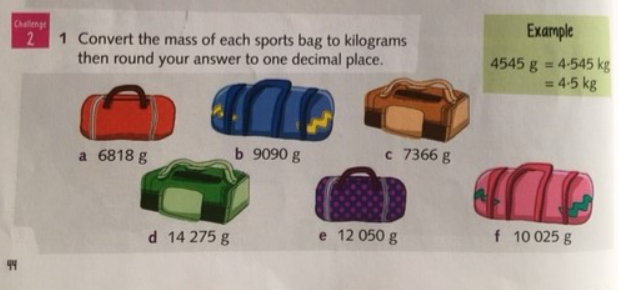 Challenge
2
1 Convert the mass of each sports bag to kilograms
then round your answer to one decimal place.
Example
4545 g = 4·545 kg
= 4·5 kg
a 6818 g
b 9090 g
c 7366 g
d 14 275 g
e 12 050 g
f 10 025 g
44